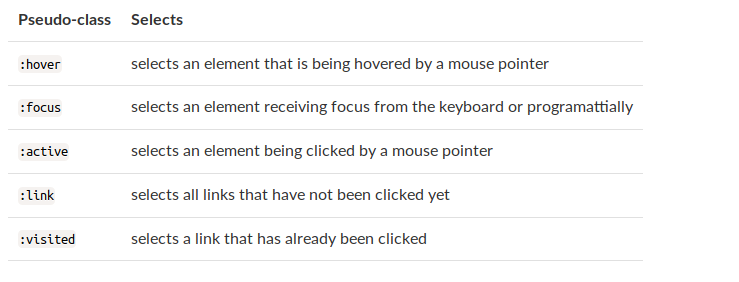 Pseudo-class Selects
:hover selects an element that is being hovered by a mouse pointer
:focus selects an element receiving focus from the keyboard or programattially
:active selects an element being clicked by a mouse pointer
:link selects all links that have not been clicked yet
:visited selects a link that has already been clicked